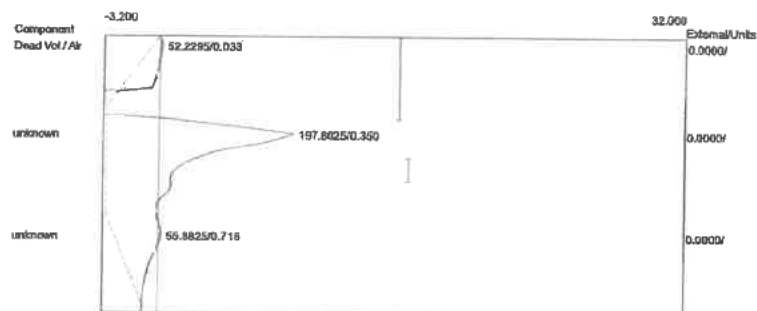 -3.200 32.000
Component External/Units
Dead Vol / Air 52.2295/0.033 0.0000/
unknown 197.6025/0.350 0.0000/
unknown 55.8825/0.716 0.0000/